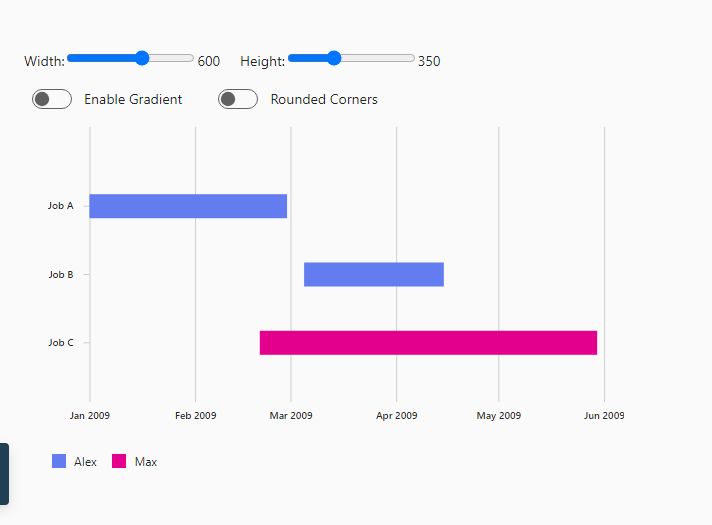 Width: 600 Height: 350
Enable Gradient Rounded Corners
Job A
Job B
Job C
Jan 2009 Feb 2009 Mar 2009 Apr 2009 May 2009 Jun 2009
Alex Max